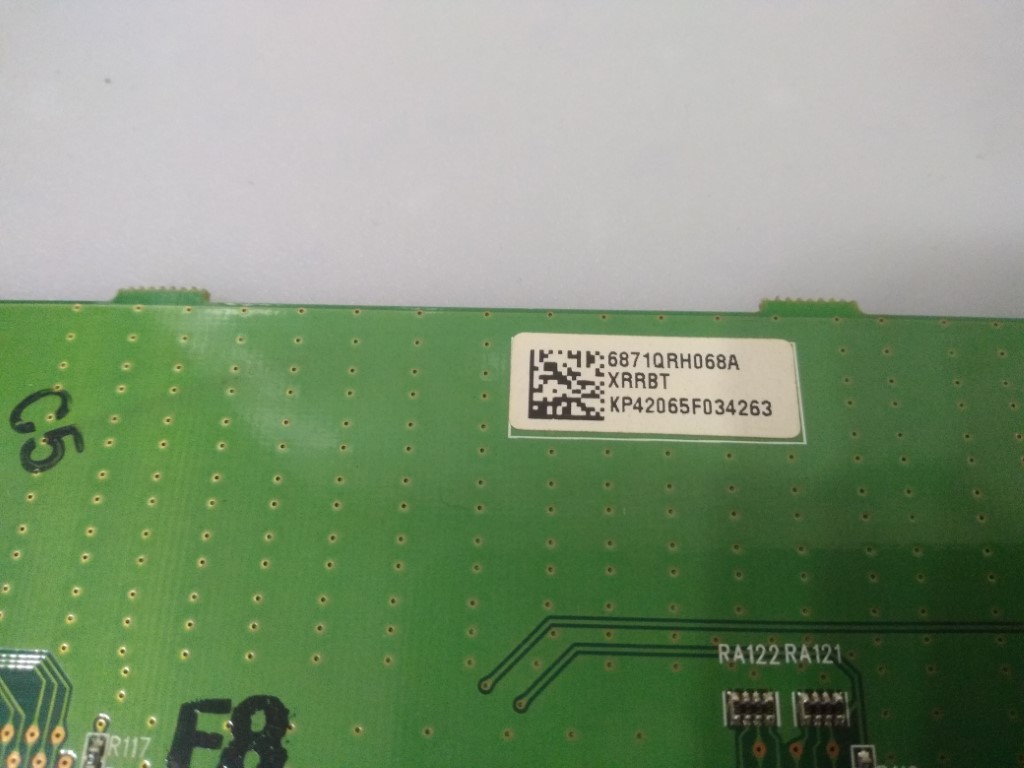 6871QRH068A
XRRBT
KP42065F034263
C5
RA122 RA121
F8
R117